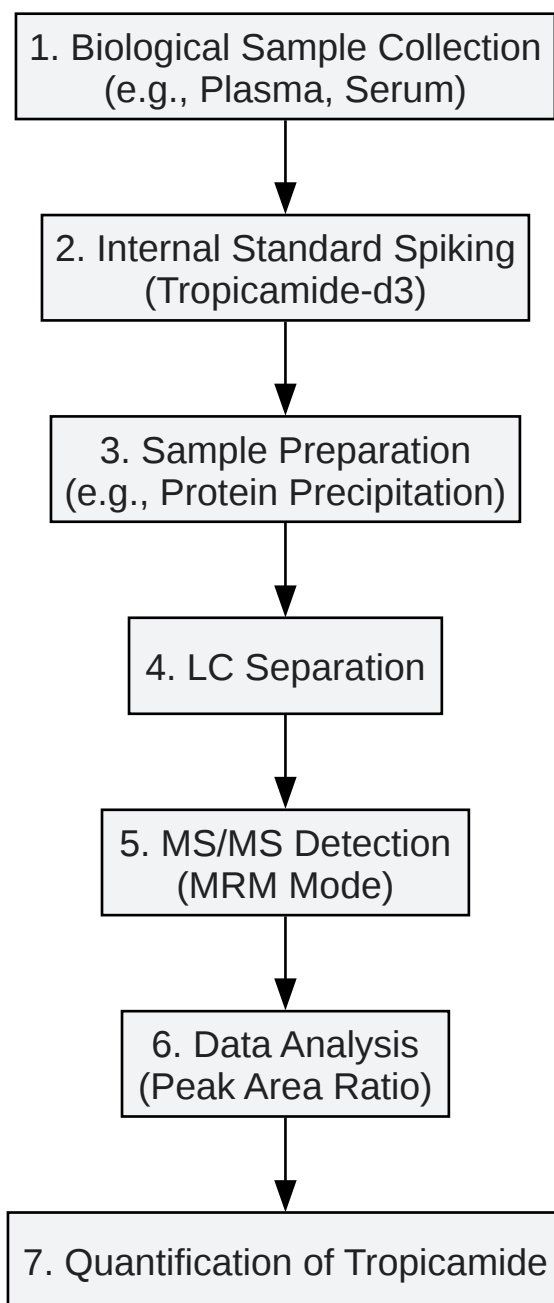 1. Biological Sample Collection
(e.g., Plasma, Serum)
2. Internal Standard Spiking
(Tropicamide-d3)
3. Sample Preparation
(e.g., Protein Precipitation)
4. LC Separation
5. MS/MS Detection
(MRM Mode)
6. Data Analysis
(Peak Area Ratio)
7. Quantification of Tropicamide